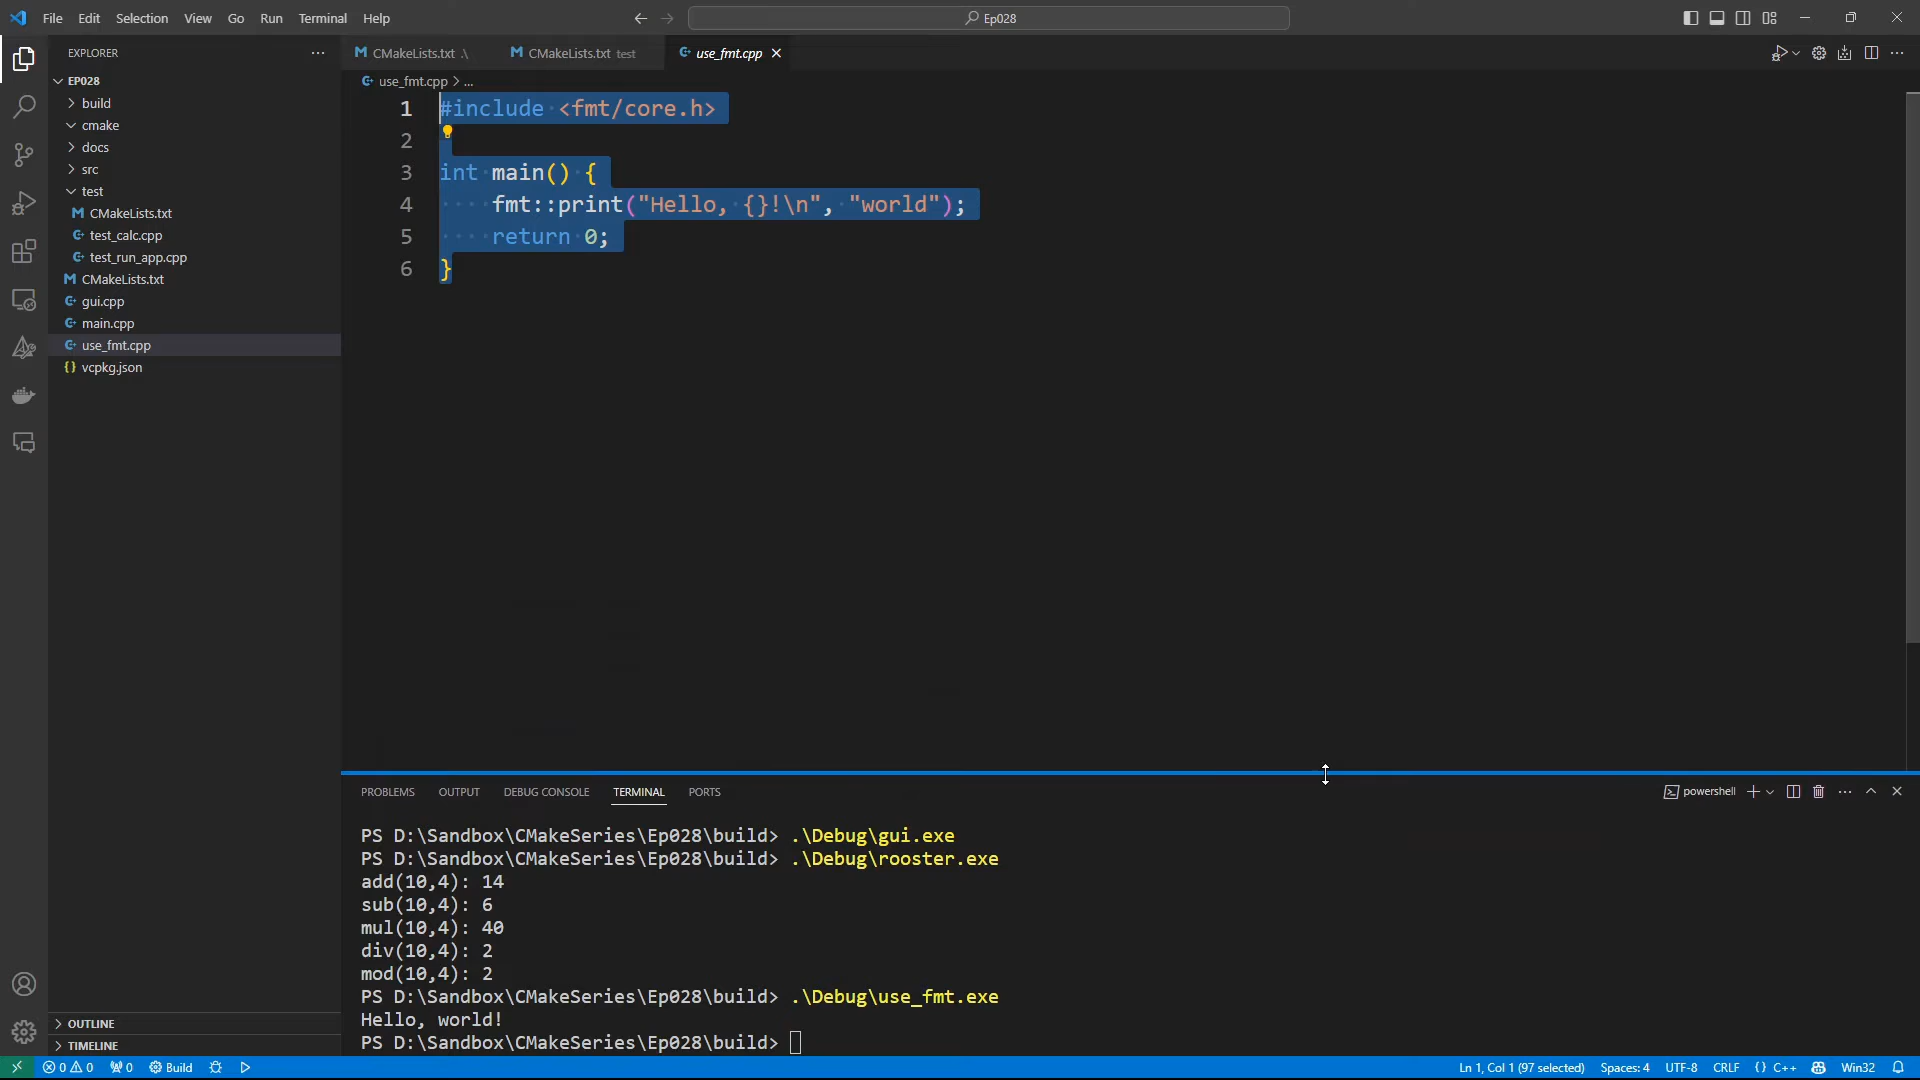 File Edit Selection View Go Run Terminal Help
Ep028
EXPLORER
EP028
build
cmake
docs
src
test
CMakeLists.txt
test_calc.cpp
test_run_app.cpp
CMakeLists.txt
gui.cpp
main.cpp
use_fmt.cpp
vcpkg.json
OUTLINE
TIMELINE
CMakeLists.txt .\
CMakeLists.txt test
use_fmt.cpp
use_fmt.cpp > ...
1 #include <fmt/core.h>
2
3 int main() {
4 fmt::print("Hello, {}!\n", "world");
5 return 0;
6 }
PROBLEMS OUTPUT DEBUG CONSOLE TERMINAL PORTS
powershell
PS D:\Sandbox\CMakeSeries\Ep028\build> .\Debug\gui.exe
PS D:\Sandbox\CMakeSeries\Ep028\build> .\Debug\rooster.exe
add(10,4): 14
sub(10,4): 6
mul(10,4): 40
div(10,4): 2
mod(10,4): 2
PS D:\Sandbox\CMakeSeries\Ep028\build> .\Debug\use_fmt.exe
Hello, world!
PS D:\Sandbox\CMakeSeries\Ep028\build>
0 0 0 Build
Ln 1, Col 1 (97 selected) Spaces: 4 UTF-8 CRLF {} C++ Win32